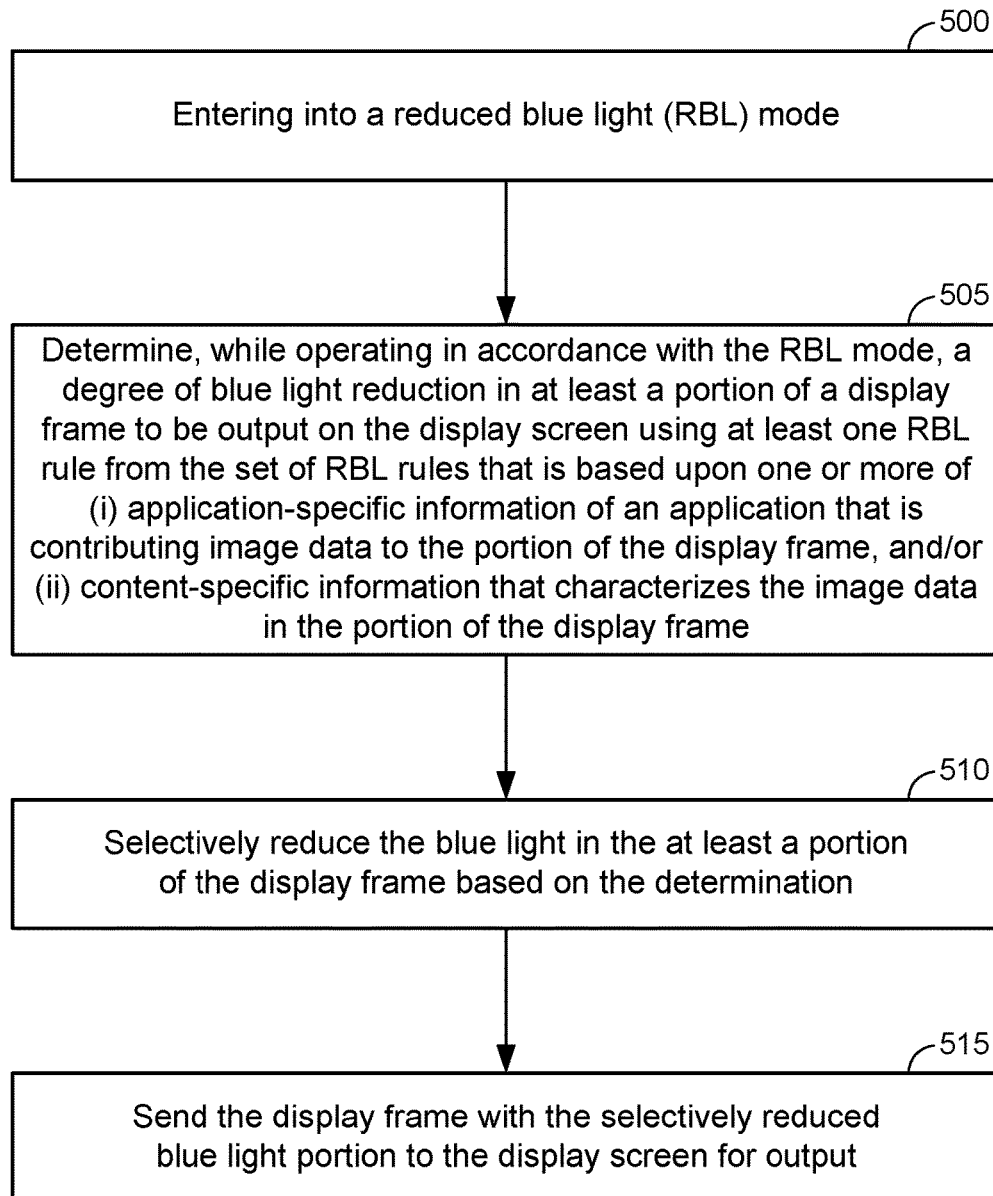 500
Entering into a reduced blue light (RBL) mode
505
Determine, while operating in accordance with the RBL mode, a
degree of blue light reduction in at least a portion of a display
frame to be output on the display screen using at least one RBL
rule from the set of RBL rules that is based upon one or more of
(i) application-specific information of an application that is
contributing image data to the portion of the display frame, and/or
(ii) content-specific information that characterizes the image data
in the portion of the display frame
510
Selectively reduce the blue light in the at least a portion
of the display frame based on the determination
515
Send the display frame with the selectively reduced
blue light portion to the display screen for output